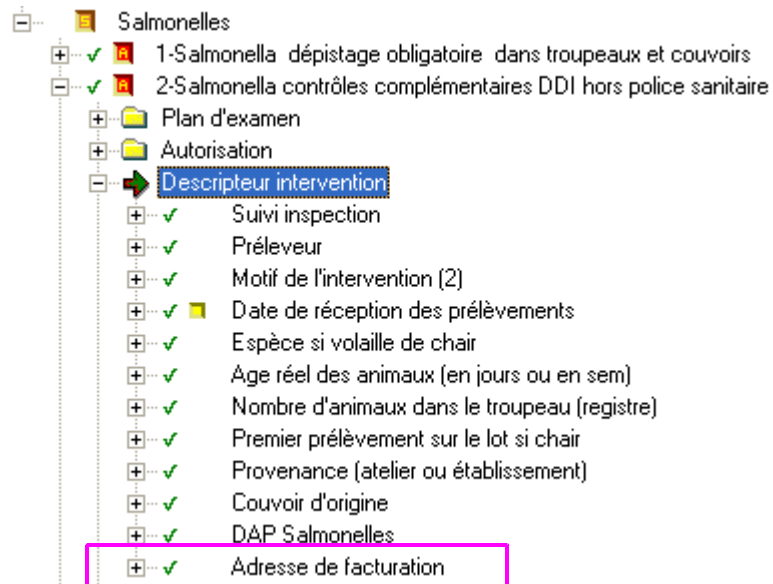 S Salmonelles
A 1-Salmonella dépistage obligatoire dans troupeaux et couvoirs
A 2-Salmonella contrôles complémentaires DDI hors police sanitaire
Plan d'examen
Autorisation
Descripteur intervention
Suivi inspection
Préleveur
Motif de l'intervention (2)
Date de réception des prélèvements
Espèce si volaille de chair
Age réel des animaux (en jours ou en sem)
Nombre d'animaux dans le troupeau (registre)
Premier prélèvement sur le lot si chair
Provenance (atelier ou établissement)
Couvoir d'origine
DAP Salmonelles
Adresse de facturation